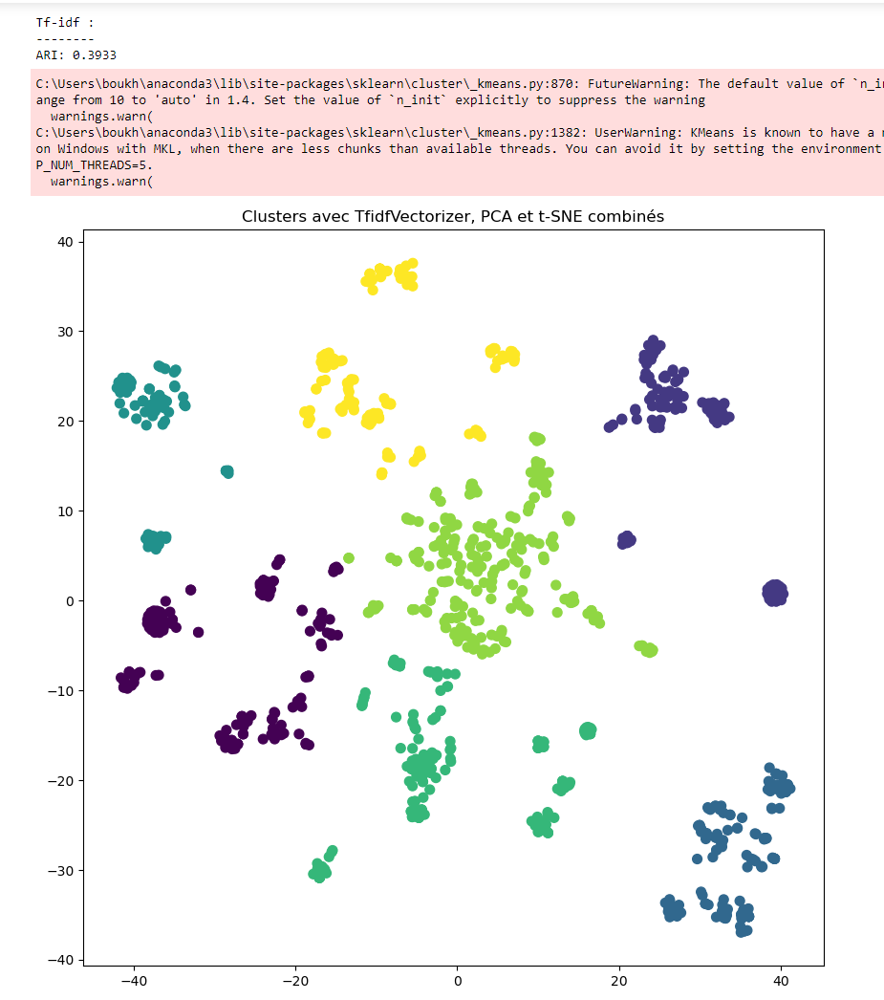 Tf-idf :
--------
ARI: 0.3933
C:\Users\boukh\anaconda3\lib\site-packages\sklearn\cluster\_kmeans.py:870: FutureWarning: The default value of `n_i
ange from 10 to 'auto' in 1.4. Set the value of `n_init` explicitly to suppress the warning
warnings.warn(
C:\Users\boukh\anaconda3\lib\site-packages\sklearn\cluster\_kmeans.py:1382: UserWarning: KMeans is known to have a
on Windows with MKL, when there are less chunks than available threads. You can avoid it by setting the environment
P_NUM_THREADS=5.
warnings.warn(
Clusters avec TfidfVectorizer, PCA et t-SNE combinés
40
30
20
10
0
−10
−20
−30
−40
−40
−20
0
20
40